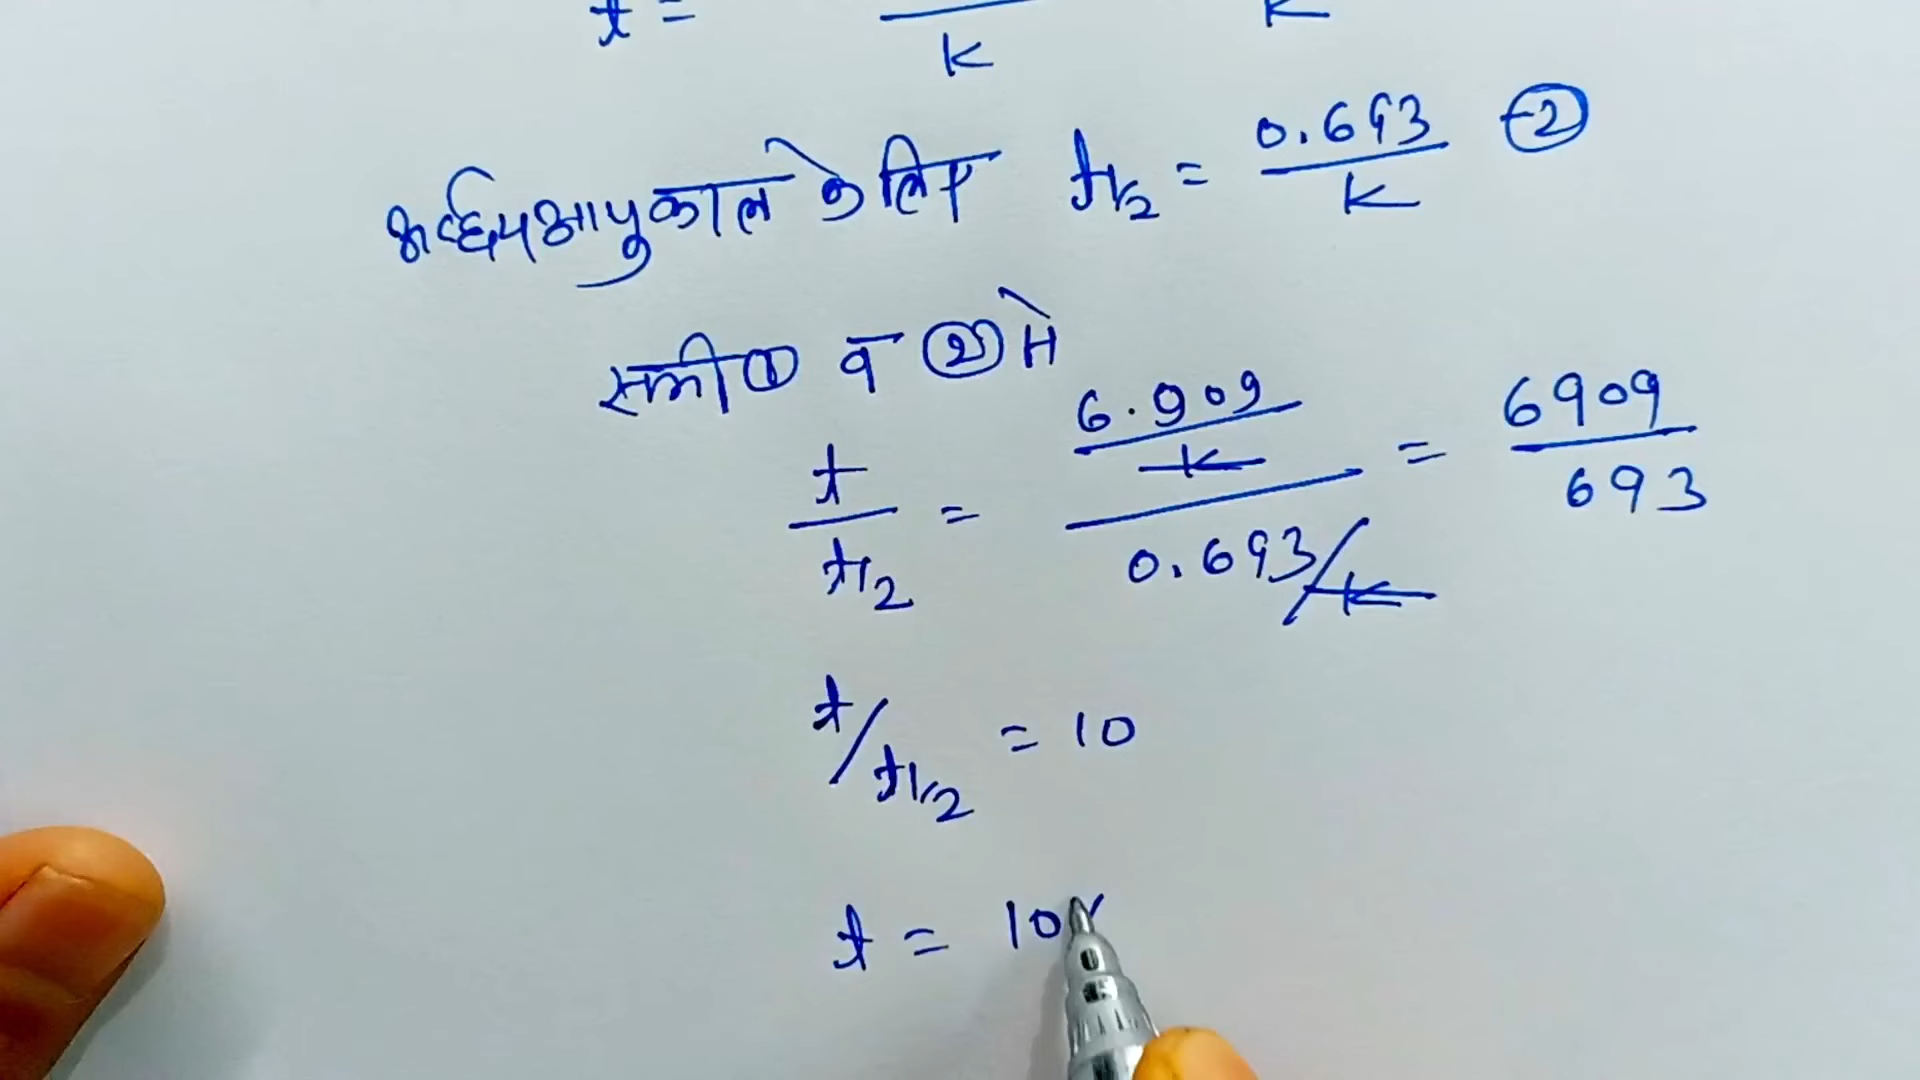 t = k k
अर्द्धयआयुकाल के लिए t1/2 = 0.693/k -②
समी ① व ② मे
t/t1/2 = (6.909/k)/(0.693/k) = 6909/693
t/t1/2 = 10
t = 10×